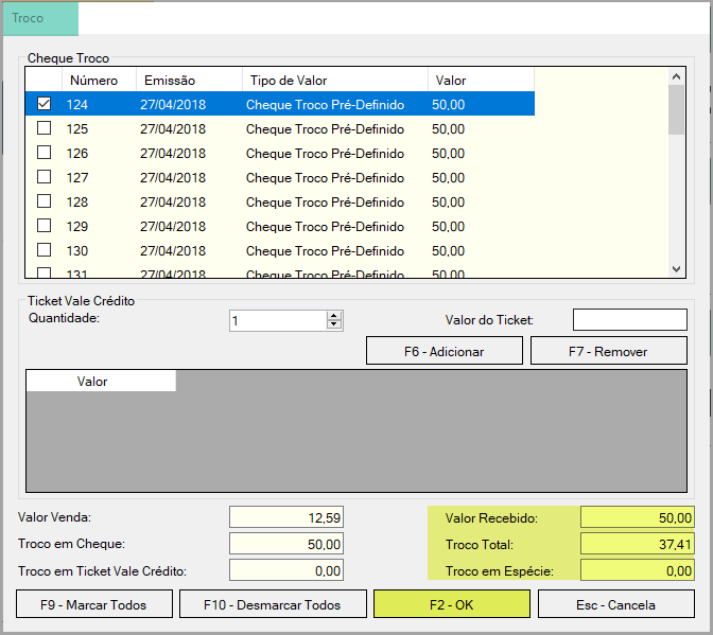 Troco
Cheque Troco
Número Emissão Tipo de Valor Valor
124 27/04/2018 Cheque Troco Pré-Definido 50,00
125 27/04/2018 Cheque Troco Pré-Definido 50,00
126 27/04/2018 Cheque Troco Pré-Definido 50,00
127 27/04/2018 Cheque Troco Pré-Definido 50,00
128 27/04/2018 Cheque Troco Pré-Definido 50,00
129 27/04/2018 Cheque Troco Pré-Definido 50,00
130 27/04/2018 Cheque Troco Pré-Definido 50,00
131 27/04/2018 Cheque Troco Pré-Definido 50,00
Ticket Vale Crédito
Quantidade: 1 Valor do Ticket:
F6 - Adicionar F7 - Remover
Valor
Valor Venda: 12,59 Valor Recebido: 50,00
Troco em Cheque: 50,00 Troco Total: 37,41
Troco em Ticket Vale Crédito: 0,00 Troco em Espécie: 0,00
F9 - Marcar Todos F10 - Desmarcar Todos F2 - OK Esc - Cancela